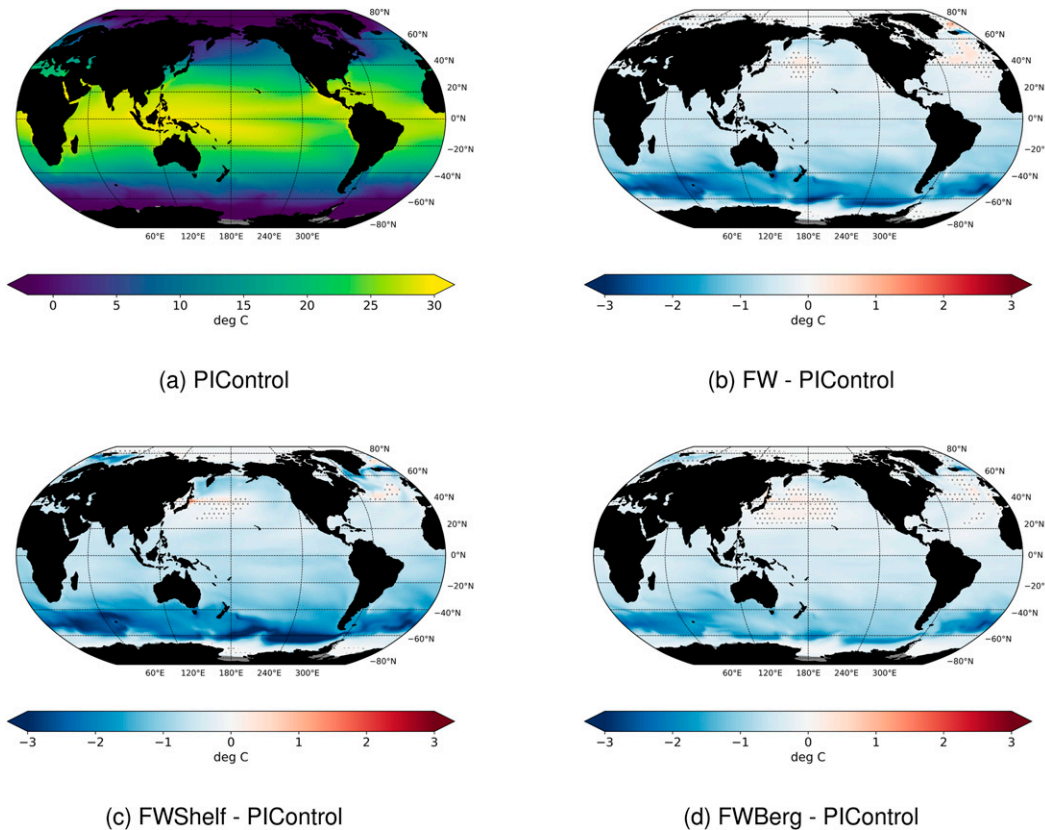 80°N
60°N
40°N
20°N
0°N
−20°N
−40°N
−60°N
−80°N
60°E 120°E 180°E 240°E 300°E
0 5 10 15 20 25 30
deg C
(a) PIControl
80°N
60°N
40°N
20°N
0°N
−20°N
−40°N
−60°N
−80°N
60°E 120°E 180°E 240°E 300°E
−3 −2 −1 0 1 2 3
deg C
(b) FW - PIControl
80°N
60°N
40°N
20°N
0°N
−20°N
−40°N
−60°N
−80°N
60°E 120°E 180°E 240°E 300°E
−3 −2 −1 0 1 2 3
deg C
(c) FWShelf - PIControl
80°N
60°N
40°N
20°N
0°N
−20°N
−40°N
−60°N
−80°N
60°E 120°E 180°E 240°E 300°E
−3 −2 −1 0 1 2 3
deg C
(d) FWBerg - PIControl